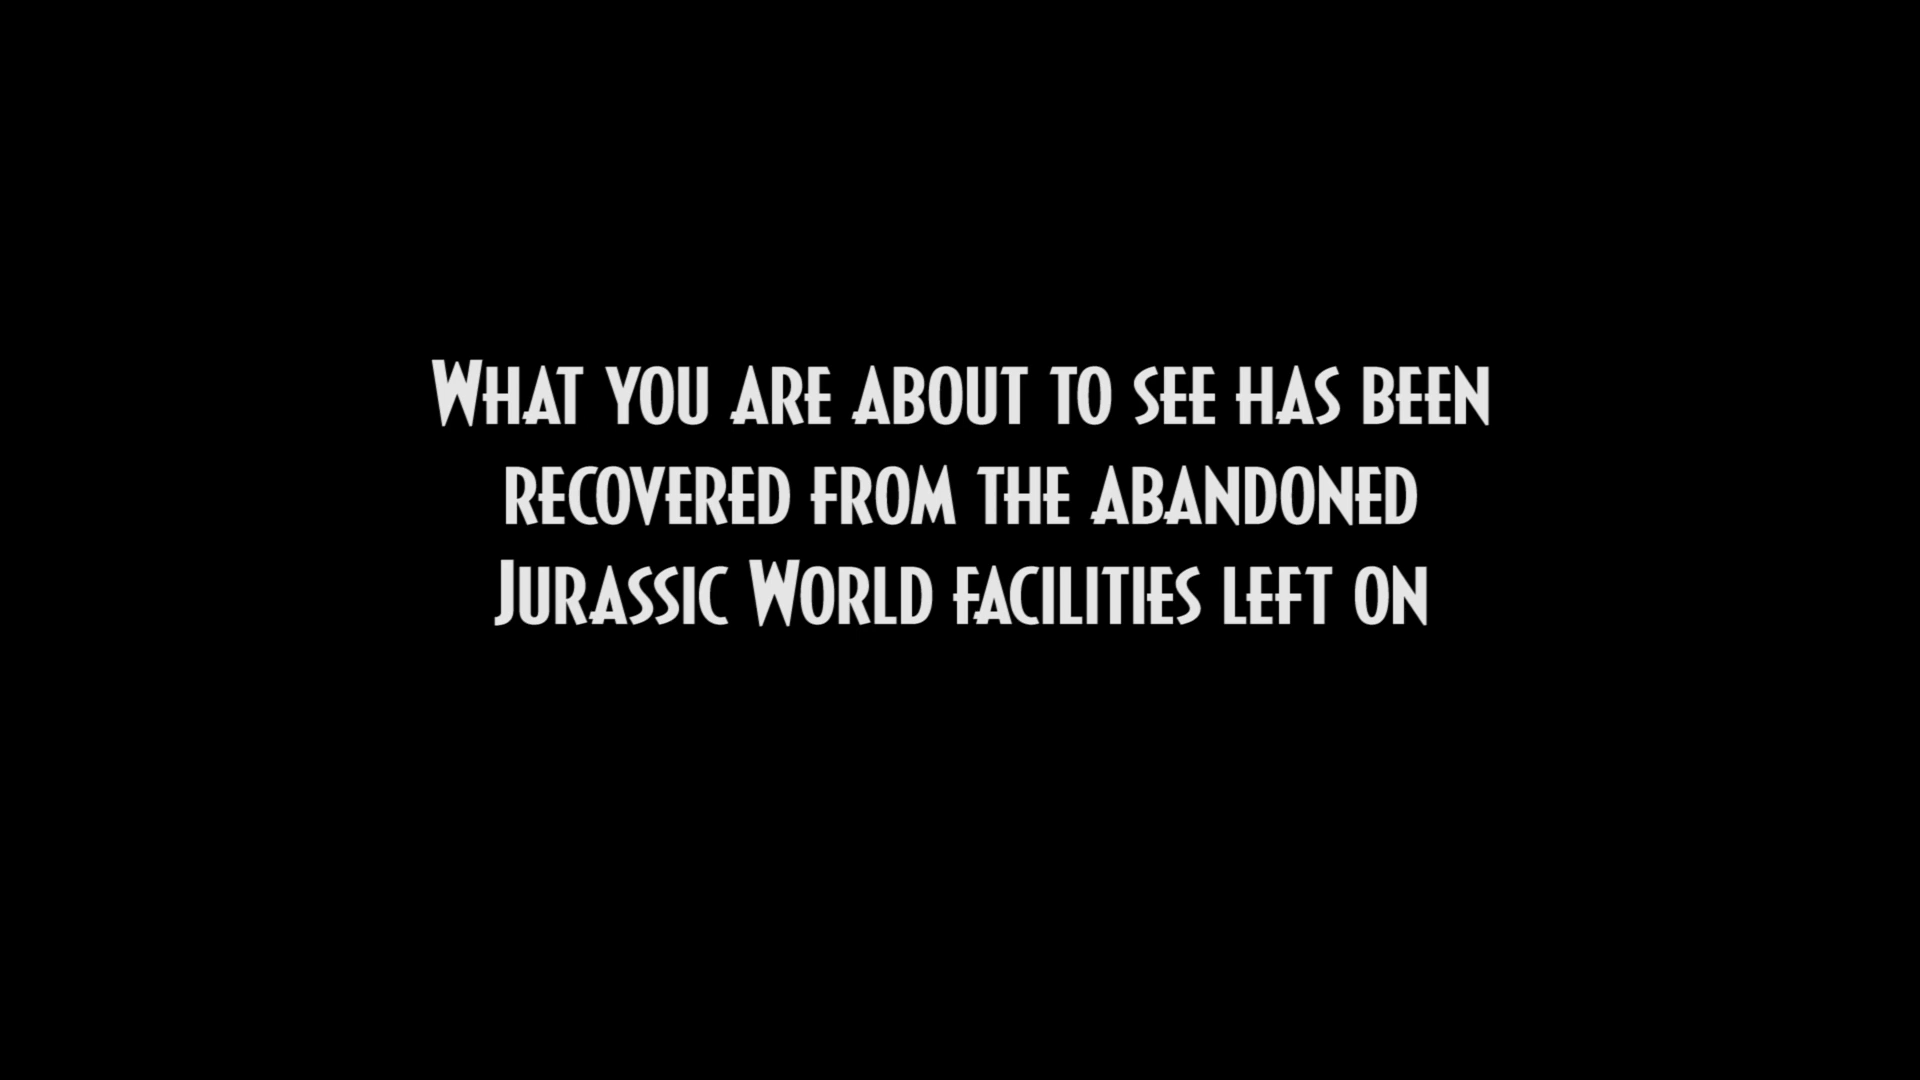 What you are about to see has been
recovered from the abandoned
Jurassic World facilities left on